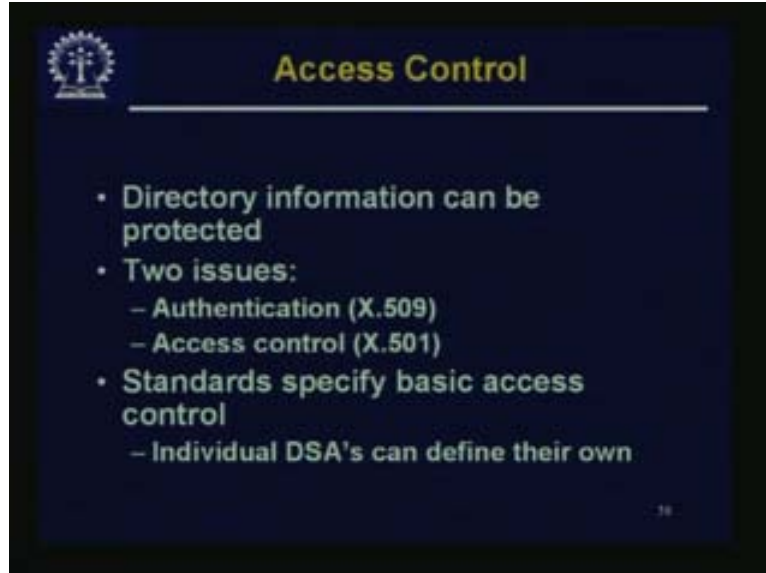 Access Control
• Directory information can be
protected
• Two issues:
– Authentication (X.509)
– Access control (X.501)
• Standards specify basic access
control
– Individual DSA's can define their own